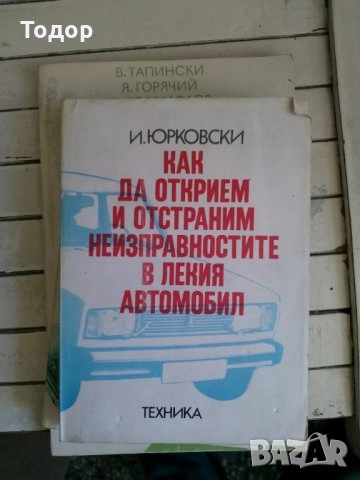 Тодор
В. ТАПИНСКИ
Я. ГОРЯЧИЙ
И. ЮРКОВСКИ
КАК
ДА ОТКРИЕМ
И ОТСТРАНИМ
НЕИЗПРАВНОСТИТЕ
В ЛЕКИЯ
АВТОМОБИЛ
ТЕХНИКА
BAZAR